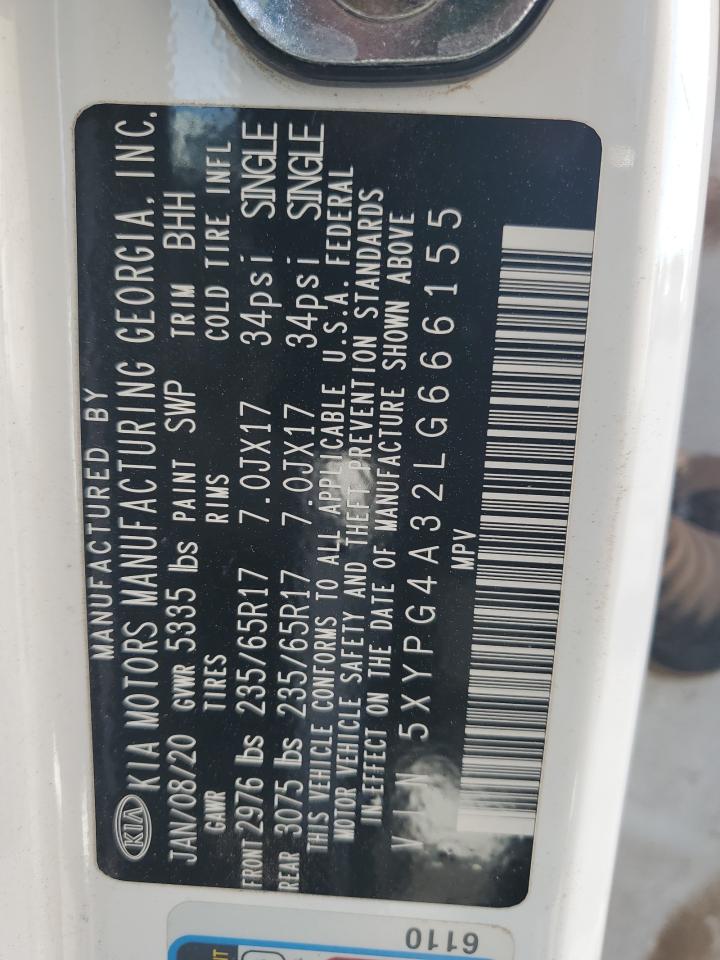 MANUFACTURED BY
KIA KIA MOTORS MANUFACTURING GEORGIA, INC.
JAN/08/20 GVWR 5335 lbs PAINT SWP TRIM BHH
GAWR TIRES RIMS COLD TIRE INFL
FRONT 2976 lbs 235/65R17 7.0JX17 34psi SINGLE
REAR 3075 lbs 235/65R17 7.0JX17 34psi SINGLE
THIS VEHICLE CONFORMS TO ALL APPLICABLE U.S.A. FEDERAL
MOTOR VEHICLE SAFETY AND THEFT PREVENTION STANDARDS
IN EFFECT ON THE DATE OF MANUFACTURE SHOWN ABOVE
VIN 5XYPG4A32LG666155
MPV
6110